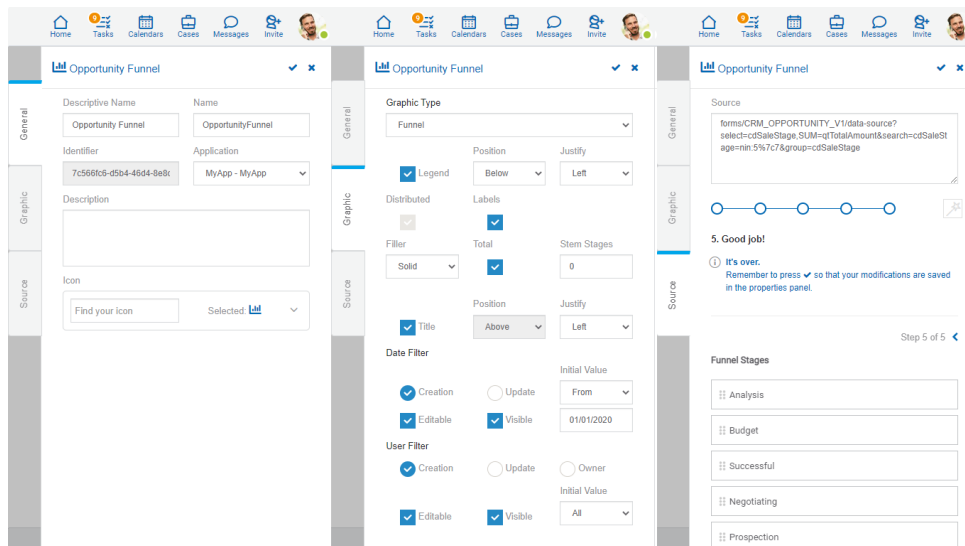 Home
9
Tasks
Calendars
Cases
Messages
Invite
Opportunity Funnel
General
Graphic
Source
Descriptive Name
Name
Opportunity Funnel
OpportunityFunnel
Identifier
Application
7c566fc6-d5b4-46d4-8e8c
MyApp - MyApp
Description
Icon
Find your icon
Selected:
Home
9
Tasks
Calendars
Cases
Messages
Invite
Opportunity Funnel
General
Graphic
Source
Graphic Type
Funnel
Position
Justify
Legend
Below
Left
Distributed
Labels
Filler
Total
Stem Stages
Solid
0
Position
Justify
Title
Above
Left
Date Filter
Initial Value
Creation
Update
From
Editable
Visible
01/01/2020
User Filter
Creation
Update
Owner
Initial Value
Editable
Visible
All
Home
9
Tasks
Calendars
Cases
Messages
Invite
Opportunity Funnel
General
Graphic
Source
Source
forms/CRM_OPPORTUNITY_V1/data-source?
select=cdSaleStage,SUM=qtTotalAmount&search=cdSaleSt
age=nin:5%7c7&group=cdSaleStage
5. Good job!
It's over.
Remember to press ✔ so that your modifications are saved
in the properties panel.
Step 5 of 5
Funnel Stages
Analysis
Budget
Successful
Negotiating
Prospection